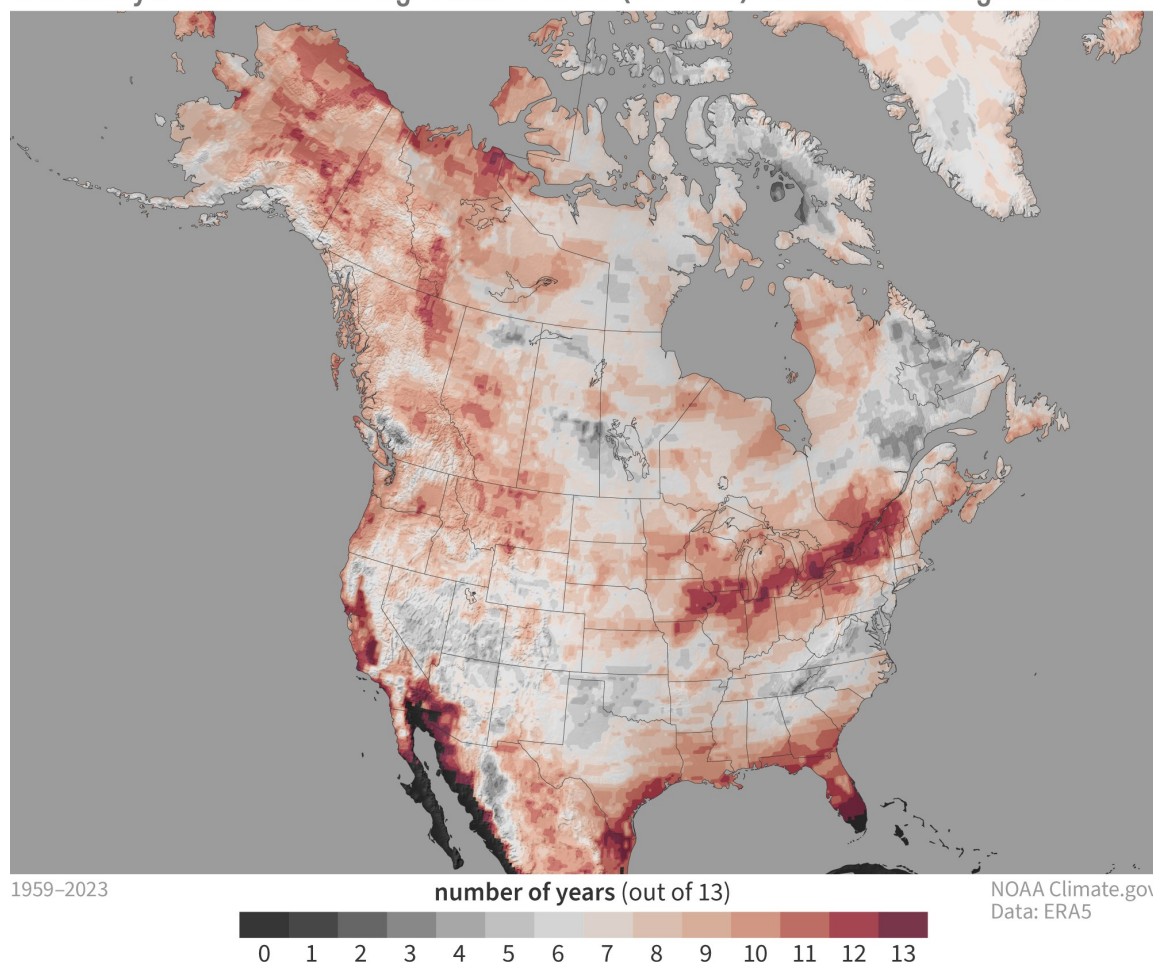 1959–2023
number of years (out of 13)
NOAA Climate.gov
Data: ERA5
0 1 2 3 4 5 6 7 8 9 10 11 12 13